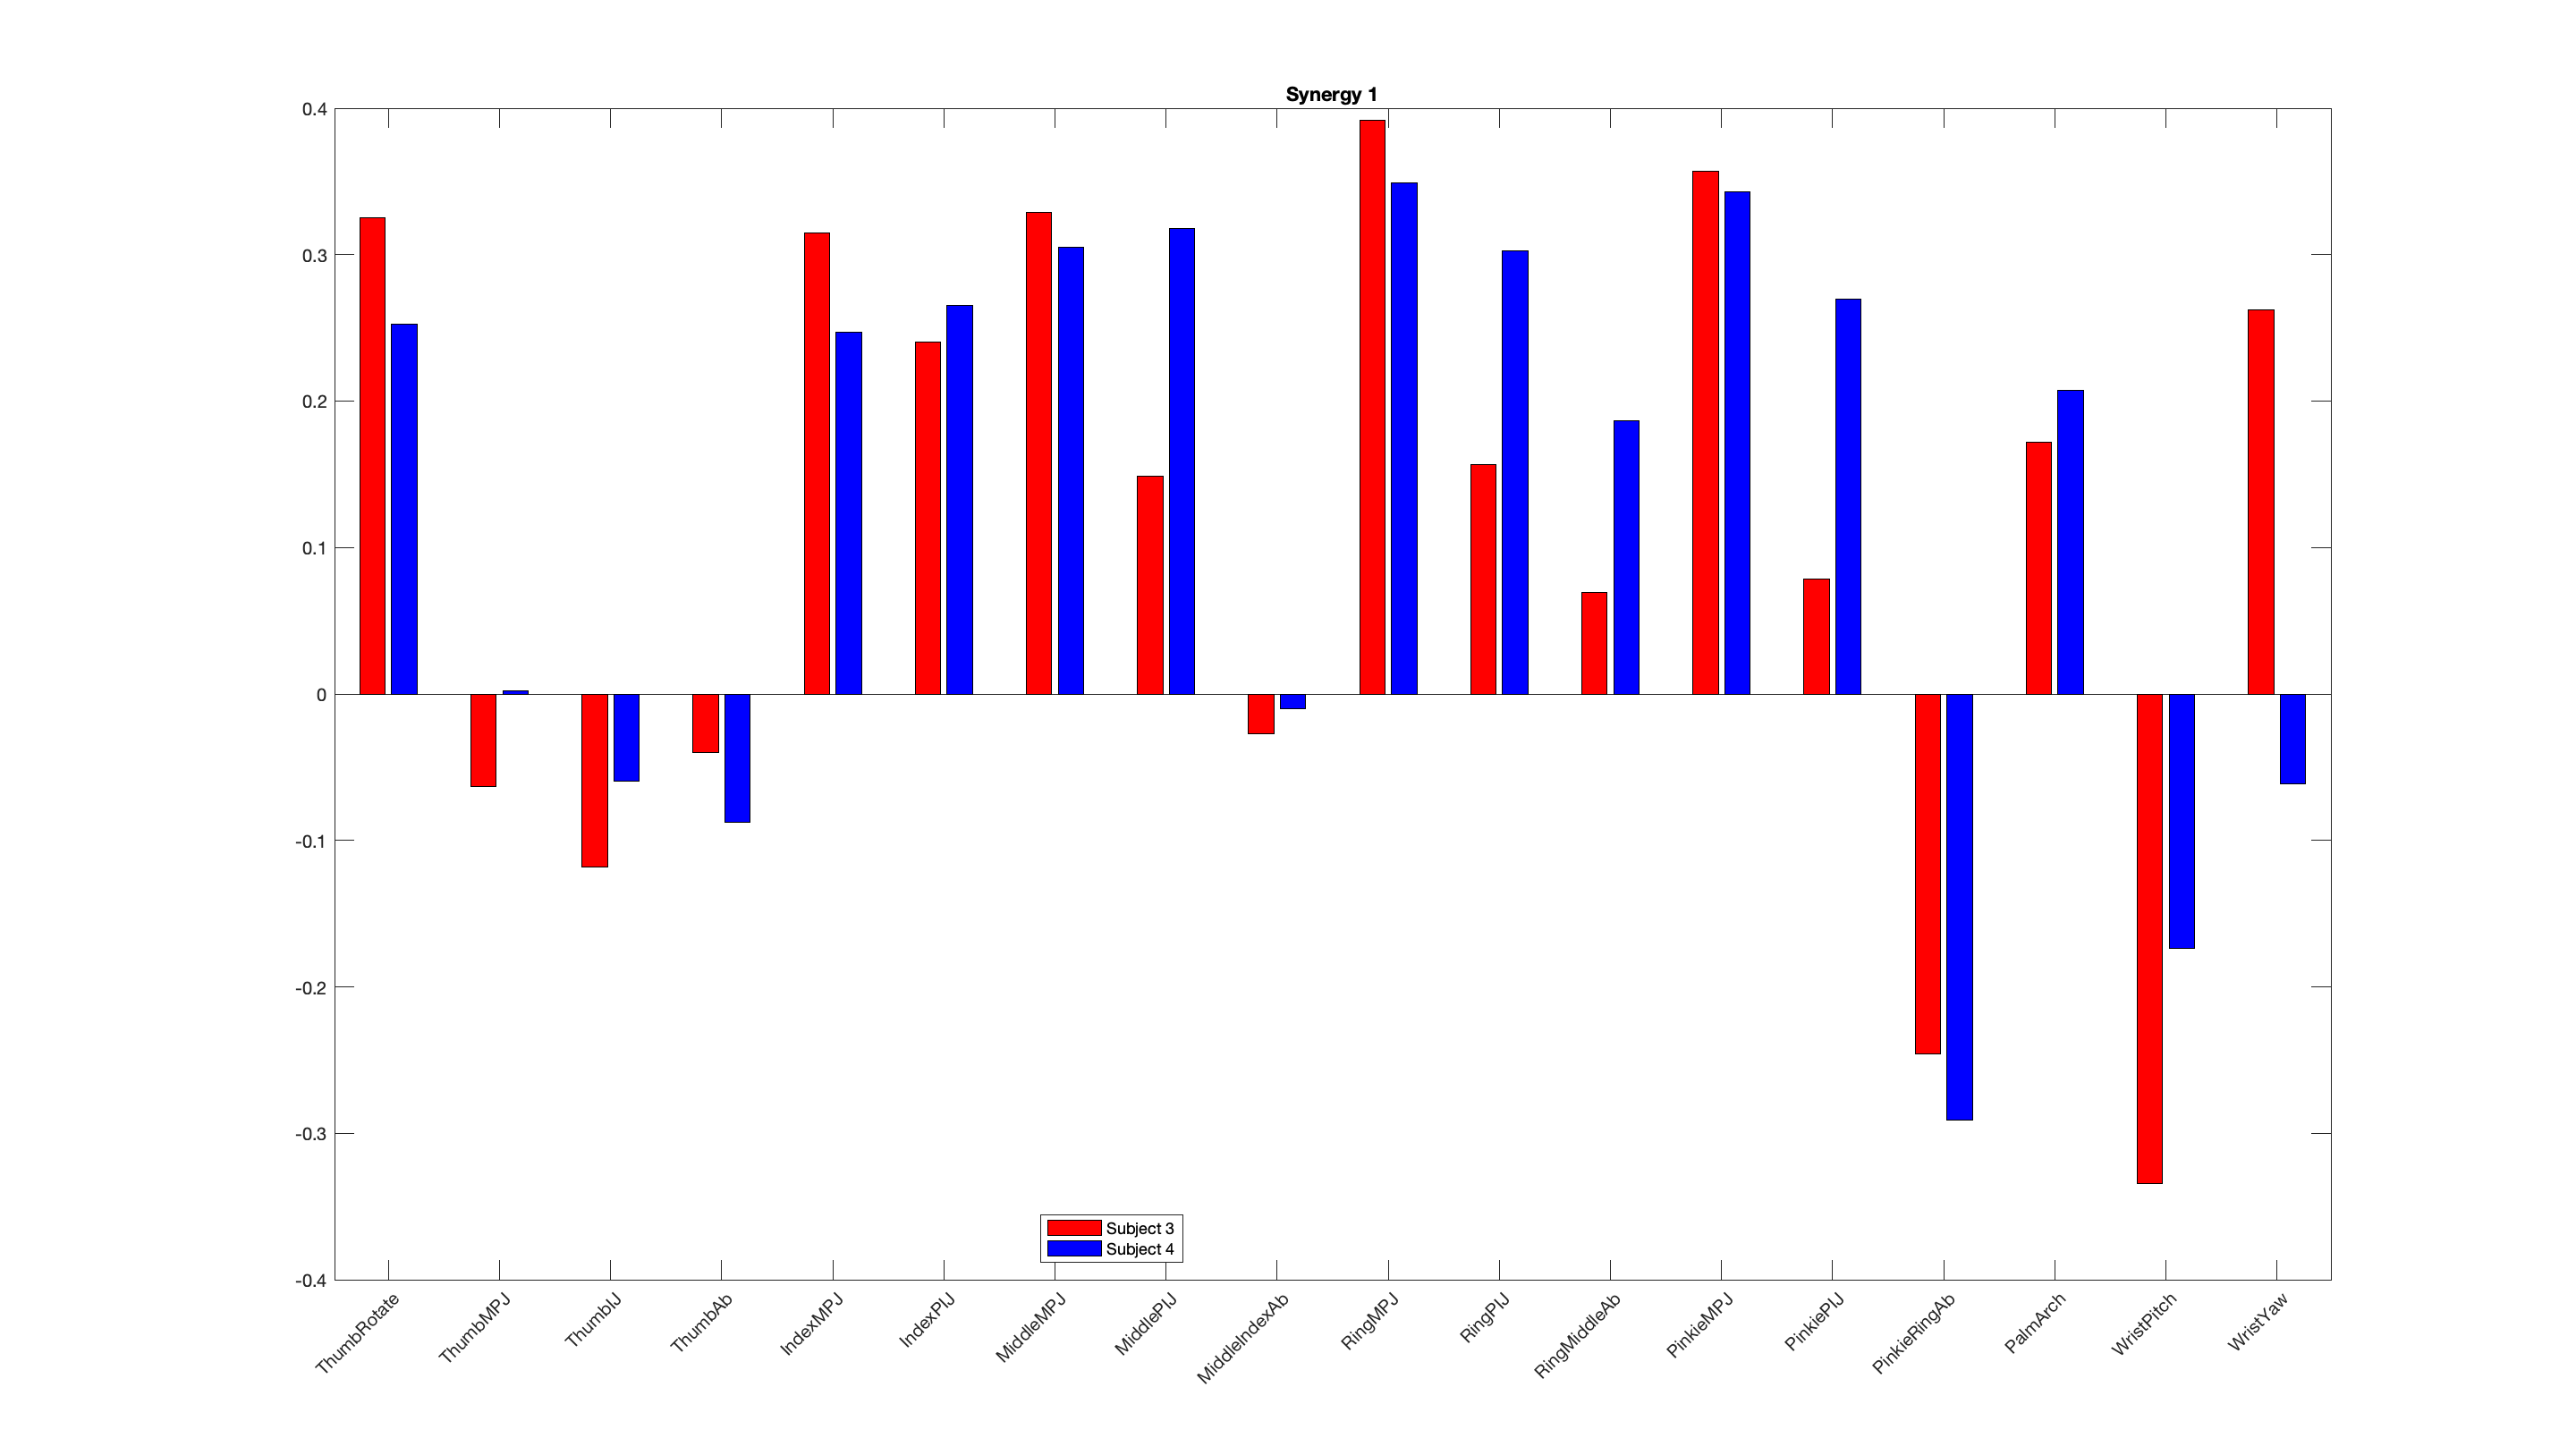 Synergy 1
0.4
0.3
0.2
0.1
0
-0.1
-0.2
-0.3
-0.4
Subject 3
Subject 4
ThumbRotate
ThumbMPJ
ThumbIJ
ThumbAb
IndexMPJ
IndexPIJ
MiddleMPJ
MiddlePIJ
MiddleIndexAb
RingMPJ
RingPIJ
RingMiddleAb
PinkieMPJ
PinkiePIJ
PinkieRingAb
PalmArch
WristPitch
WristYaw